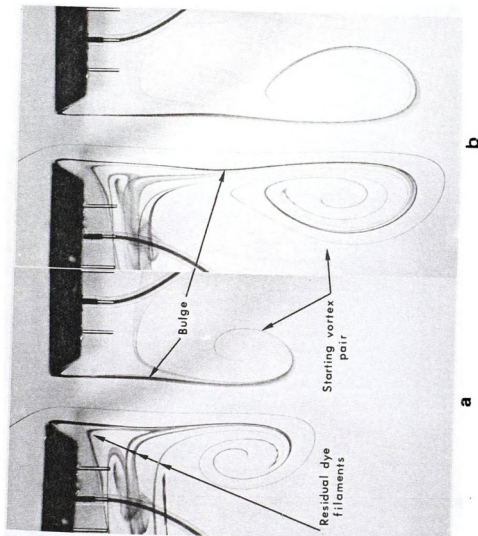 Bulge
Starting vortex
pair
Residual dye
filaments
a
b